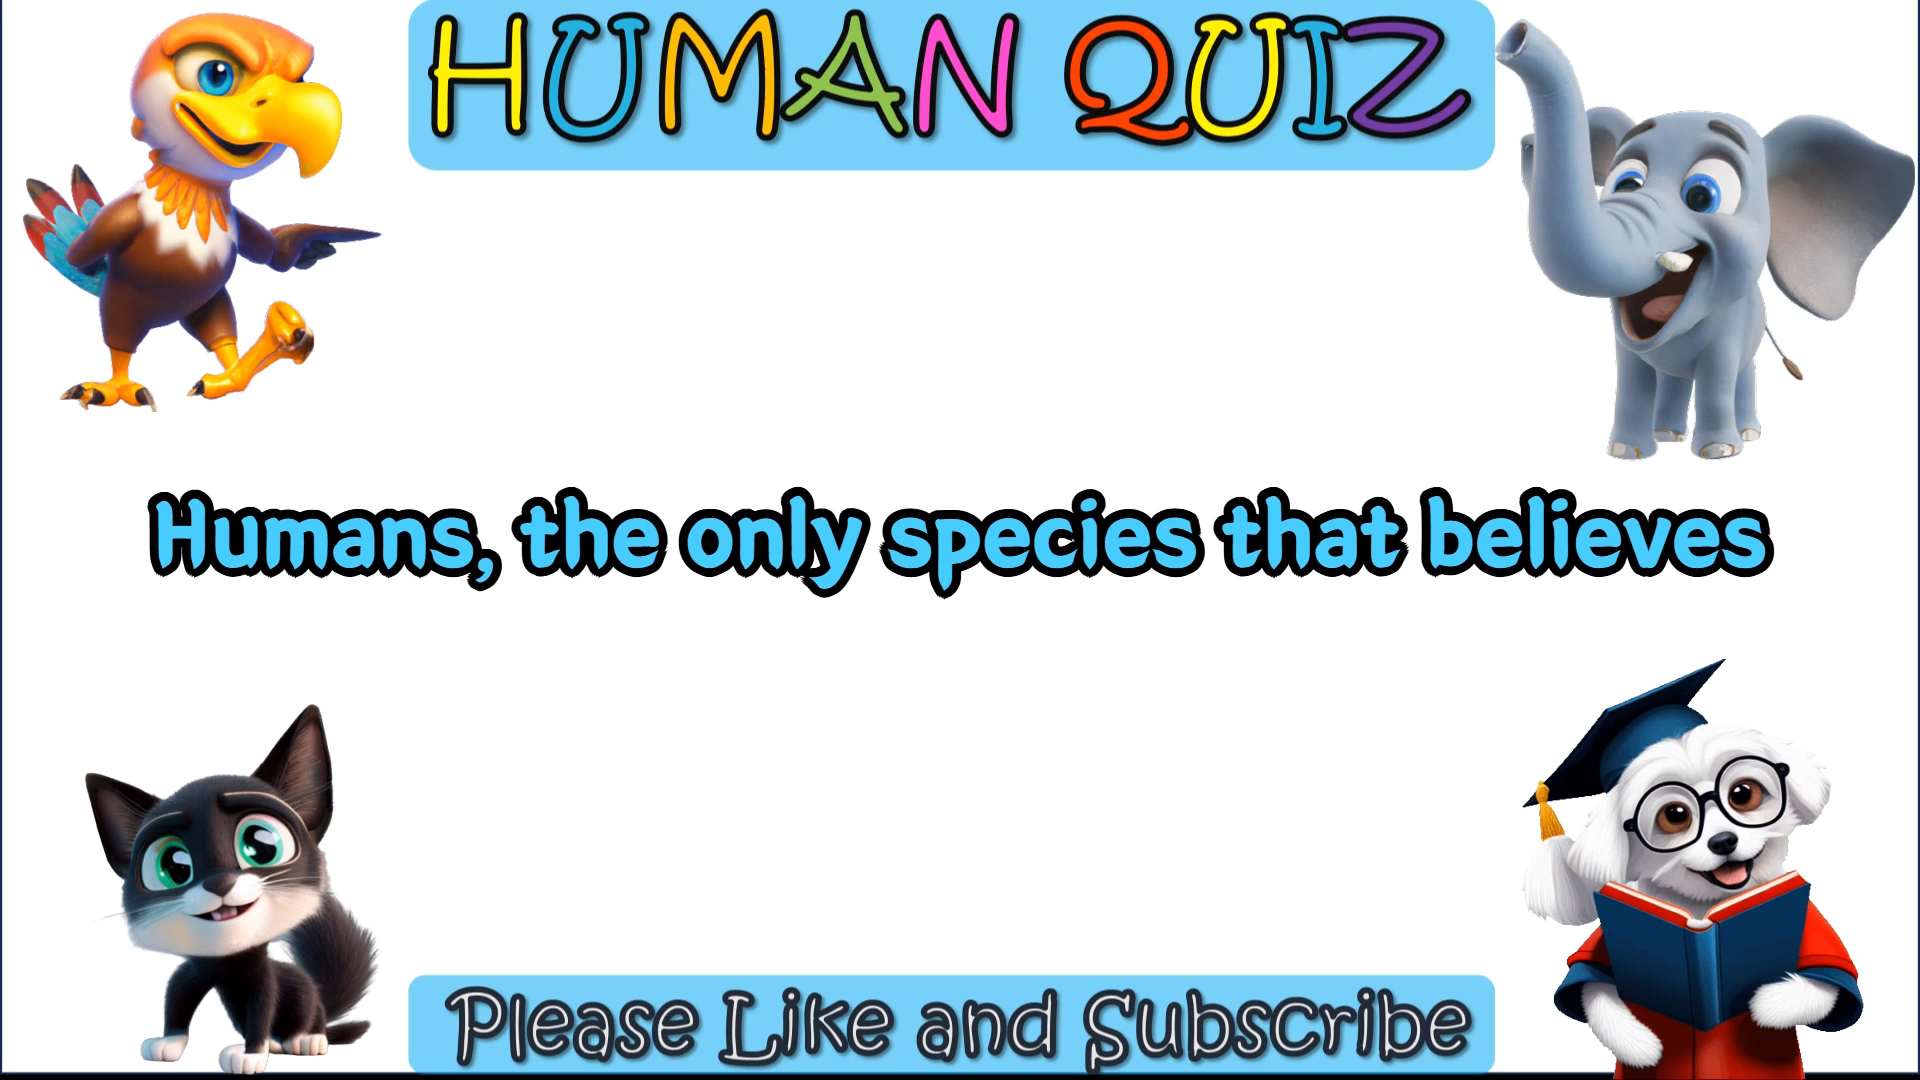 HUMAN QUIZ
Humans, the only species that believes
Please Like and Subscribe